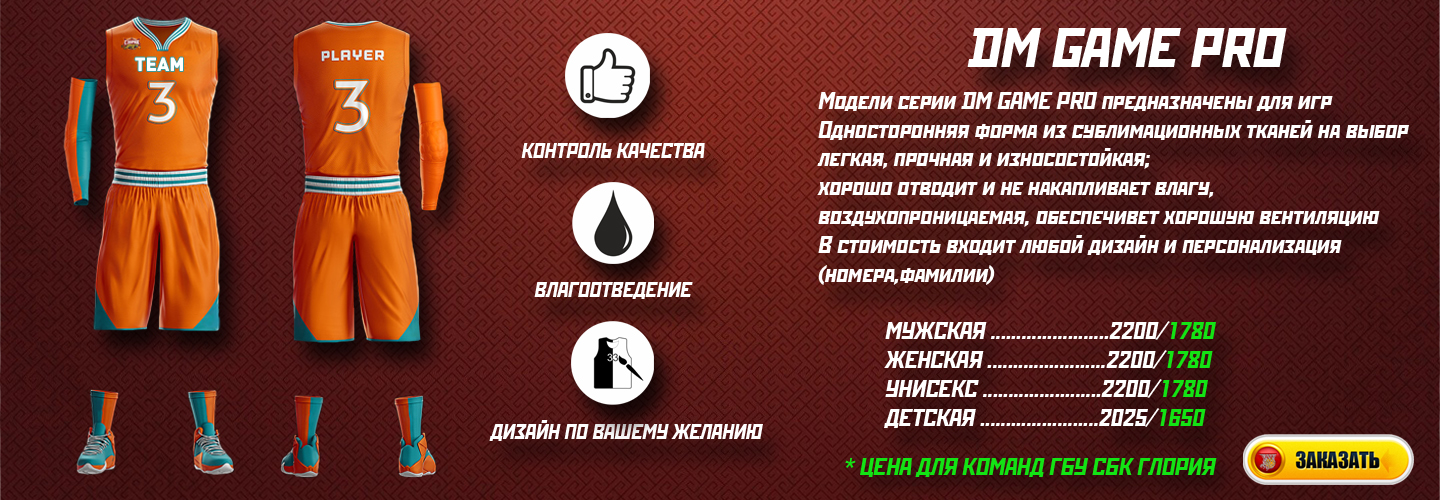 TEAM
3
PLAYER
3
КОНТРОЛЬ КАЧЕСТВА
ВЛАГООТВЕДЕНИЕ
33
ДИЗАЙН ПО ВАШЕМУ ЖЕЛАНИЮ
DM GAME PRO
Модели серии DM GAME PRO предназначены для игр
Односторонняя форма из сублимационных тканей на выбор
легкая, прочная и износостойкая;
хорошо отводит и не накапливает влагу,
воздухопроницаемая, обеспечивет хорошую вентиляцию
В стоимость входит любой дизайн и персонализация
(номера,фамилии)
МУЖСКАЯ .......................2200/1780
ЖЕНСКАЯ .......................2200/1780
УНИСЕКС .......................2200/1780
ДЕТСКАЯ .......................2025/1650
* ЦЕНА ДЛЯ КОМАНД ГБУ СБК ГЛОРИЯ
ЗАКАЗАТЬ